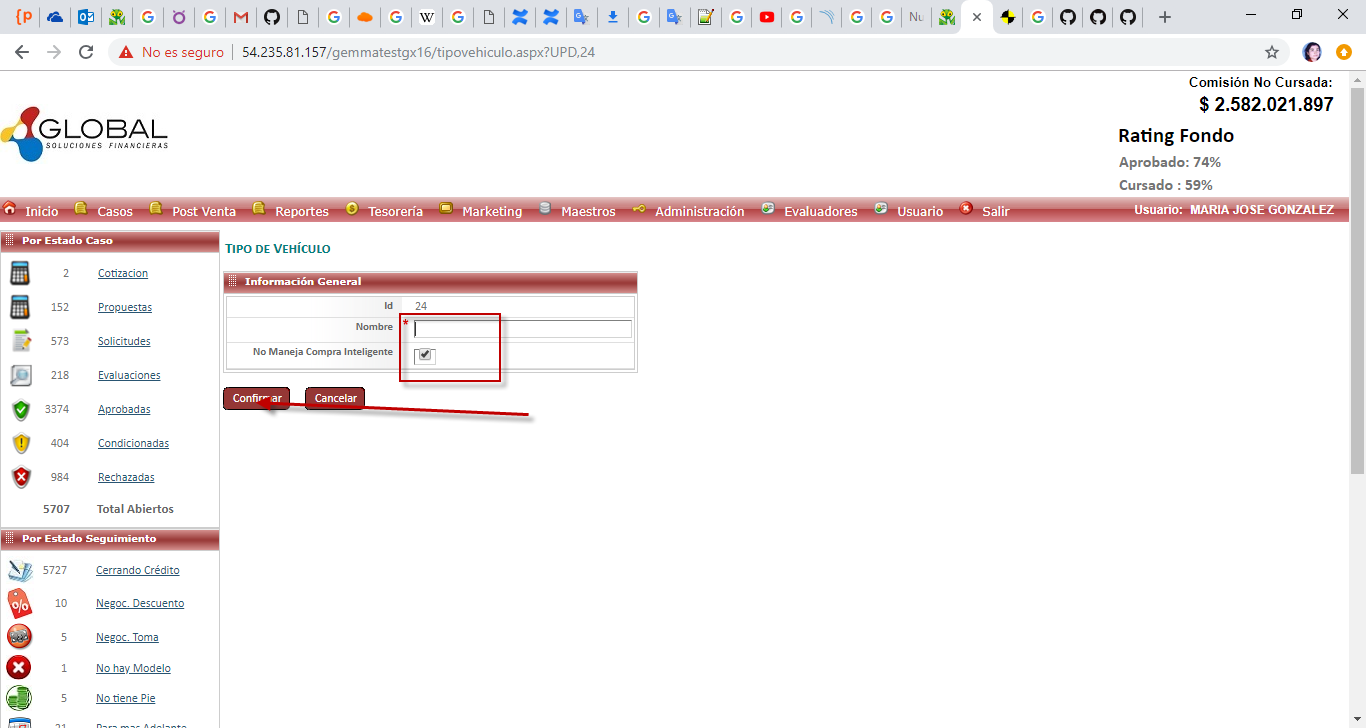 No es seguro
54.235.81.157/gemmatestgx16/tipovehiculo.aspx?UPD,24
GLOBAL
SOLUCIONES FINANCIERAS
Comisión No Cursada:
$ 2.582.021.897
Rating Fondo
Aprobado: 74%
Cursado : 59%
Inicio Casos Post Venta Reportes Tesorería Marketing Maestros Administración Evaluadores Usuario Salir Usuario: MARIA JOSE GONZALEZ
Por Estado Caso
2 Cotizacion
152 Propuestas
573 Solicitudes
218 Evaluaciones
3374 Aprobadas
404 Condicionadas
984 Rechazadas
5707 Total Abiertos
Por Estado Seguimiento
5727 Cerrando Crédito
10 Negoc. Descuento
5 Negoc. Toma
1 No hay Modelo
5 No tiene Pie
21 Para mas Adelante
TIPO DE VEHÍCULO
Información General
Id 24
Nombre *
No Maneja Compra Inteligente
Confirmar Cancelar